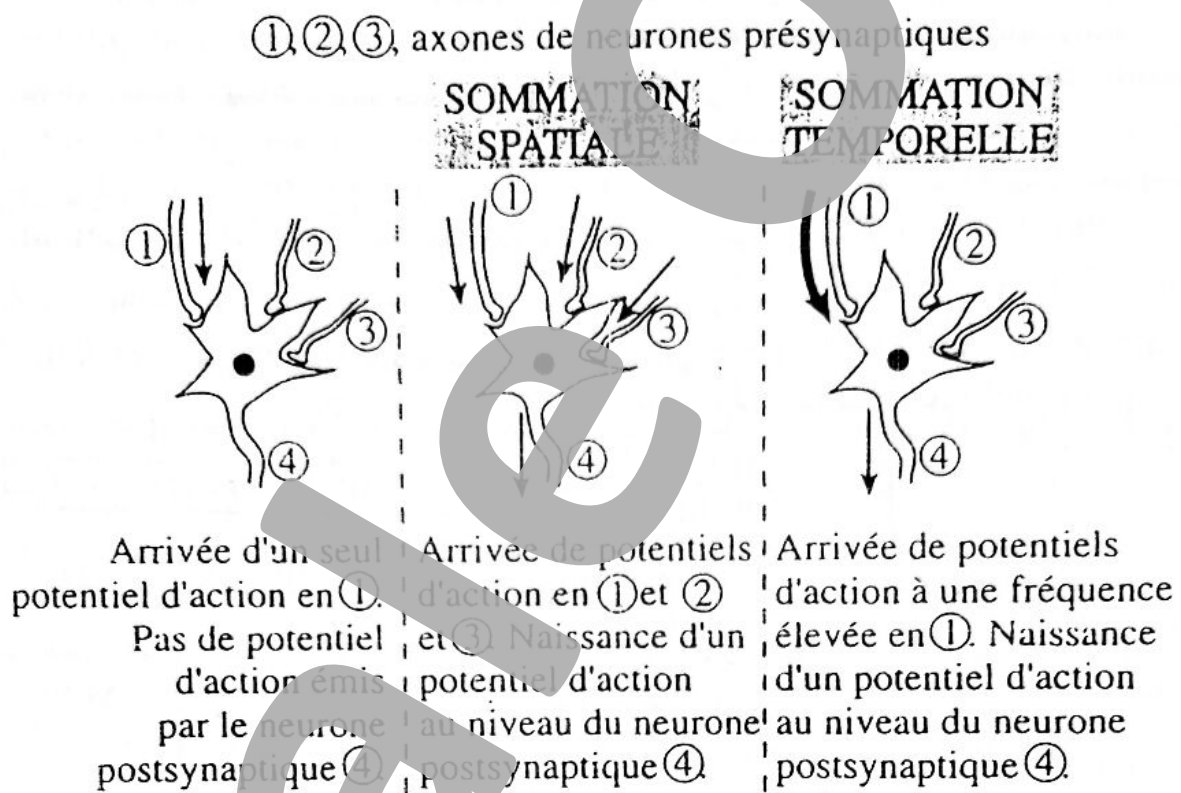 ①,②,③, axones de neurones présynaptiques
SOMMATION
SPATIALE
SOMMATION
TEMPORELLE
①
②
③
④
①
②
③
④
①
②
③
④
Arrivée d'un seul
potentiel d'action en ①.
Pas de potentiel
d'action émis
par le neurone
postsynaptique ④
Arrivée de potentiels
d'action en ① et ②
et ③. Naissance d'un
potentiel d'action
au niveau du neurone
postsynaptique ④.
Arrivée de potentiels
d'action à une fréquence
élevée en ①. Naissance
d'un potentiel d'action
au niveau du neurone
postsynaptique ④.